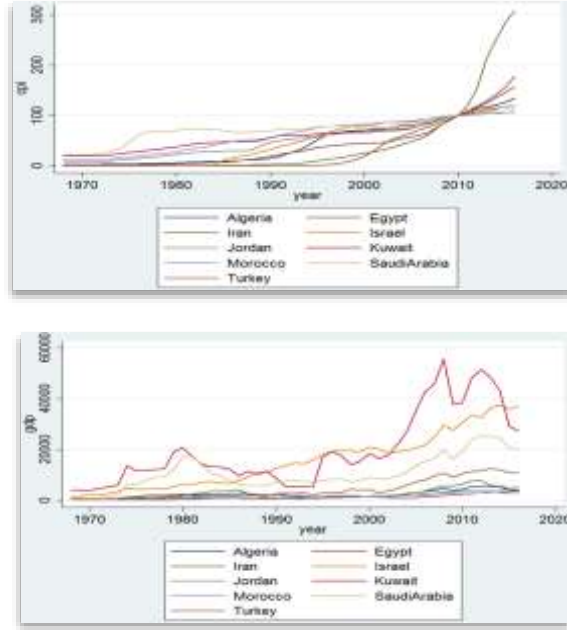 300
200
100
0
cpi
1970 1980 1990 2000 2010 2020
year
Algeria Egypt
Iran Israel
Jordan Kuwait
Morocco SaudiArabia
Turkey
60000
40000
20000
0
gdp
1970 1980 1990 2000 2010 2020
year
Algeria Egypt
Iran Israel
Jordan Kuwait
Morocco SaudiArabia
Turkey